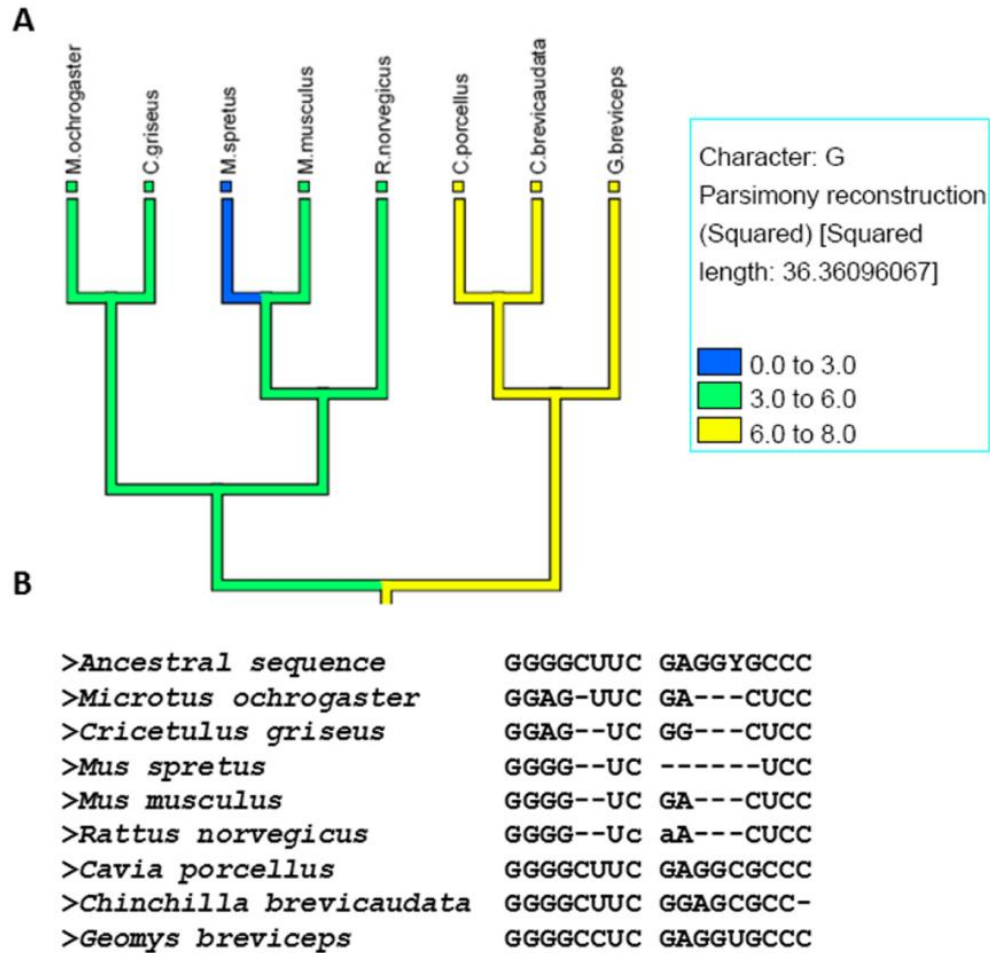 A
M.ochrogaster
C.griseus
M.spretus
M.musculus
R.norvegicus
C.porcellus
C.brevicaudata
G.breviceps
Character: G
Parsimony reconstruction
(Squared) [Squared
length: 36.36096067]
0.0 to 3.0
3.0 to 6.0
6.0 to 8.0
B
>Ancestral sequence GGGGCUUC GAGGYGCCC
>Microtus ochrogaster GGAG-UUC GA---CUCC
>Cricetulus griseus GGAG--UC GG---CUCC
>Mus spretus GGGG--UC ------UCC
>Mus musculus GGGG--UC GA---CUCC
>Rattus norvegicus GGGG--Uc aA---CUCC
>Cavia porcellus GGGGCUUC GAGGCGCCC
>Chinchilla brevicaudata GGGGCUUC GGAGCGCC-
>Geomys breviceps GGGGCCUC GAGGUGCCC